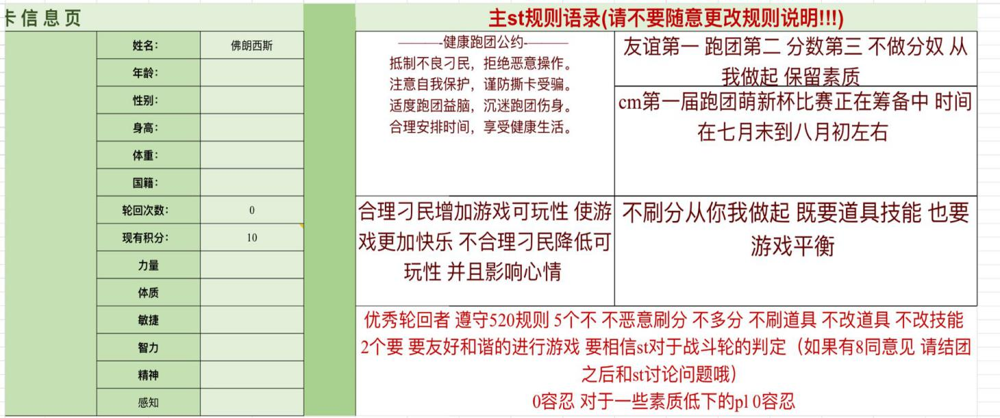 卡信息页
姓名：
佛朗西斯
年龄：
性别：
身高：
体重：
国籍：
轮回次数：
0
现有积分：
10
力量
体质
敏捷
智力
精神
感知
主st规则语录(请不要随意更改规则说明!!!)
————-健康跑团公约-————
抵制不良刁民，拒绝恶意操作。
注意自我保护，谨防撕卡受骗。
适度跑团益脑，沉迷跑团伤身。
合理安排时间，享受健康生活。
友谊第一 跑团第二 分数第三 不做分奴 从
我做起 保留素质
cm第一届跑团萌新杯比赛正在筹备中 时间
在七月末到八月初左右
合理刁民增加游戏可玩性 使游
戏更加快乐 不合理刁民降低可
玩性 并且影响心情
不刷分从你我做起 既要道具技能 也要
游戏平衡
优秀轮回者 遵守520规则 5个不 不恶意刷分 不多分 不刷道具 不改道具 不改技能
2个要 要友好和谐的进行游戏 要相信st对于战斗轮的判定（如果有8同意见 请结团
之后和st讨论问题哦）
0容忍 对于一些素质低下的pl 0容忍